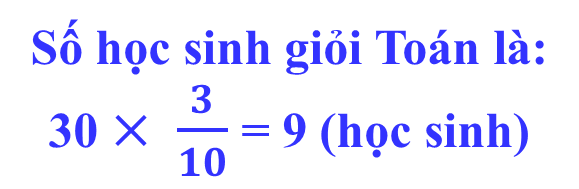 Số học sinh giỏi Toán là:
30 × 3/10 = 9 (học sinh)